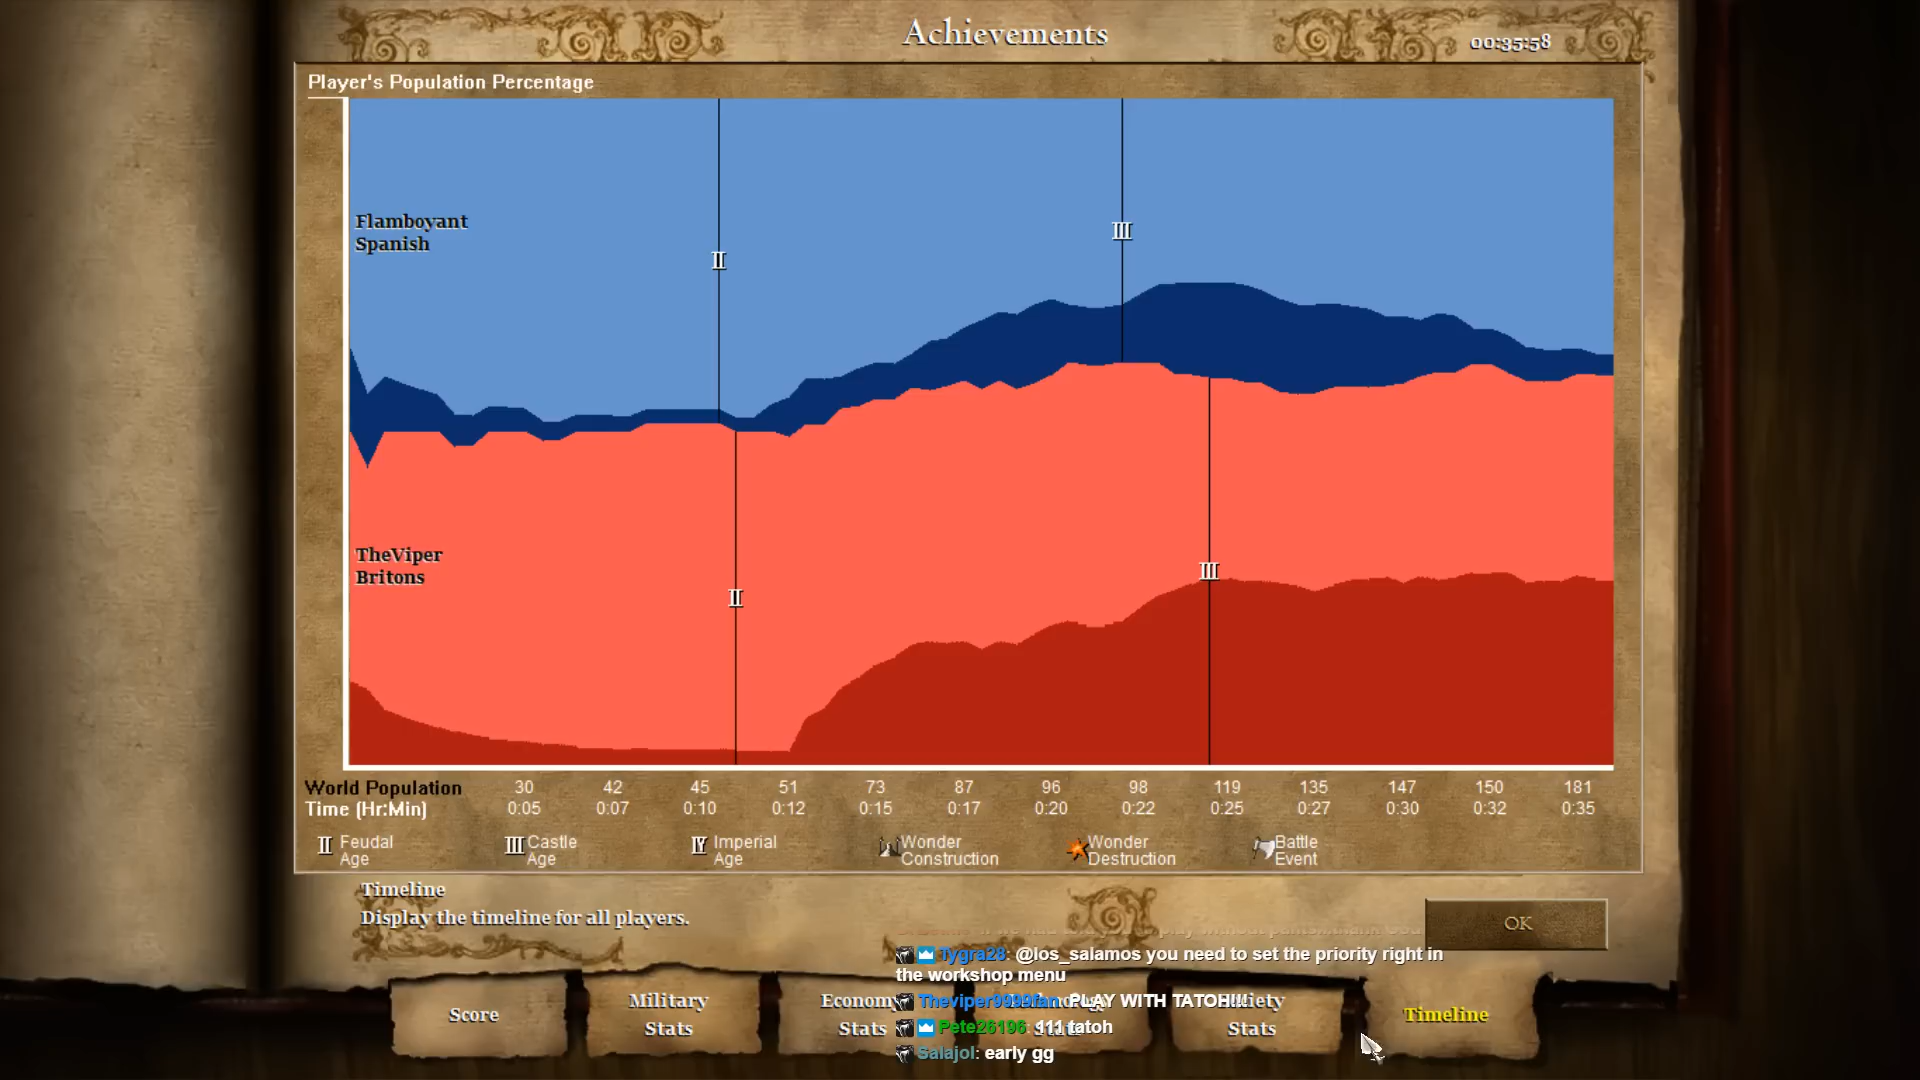 Achievements
00:35:58
Player's Population Percentage
Flamboyant
Spanish
II
III
TheViper
Britons
II
III
World Population 30 42 45 51 73 87 96 98 119 135 147 150 181
Time (Hr:Min) 0:05 0:07 0:10 0:12 0:15 0:17 0:20 0:22 0:25 0:27 0:30 0:32 0:35
II Feudal
Age
III Castle
Age
IV Imperial
Age
Wonder
Construction
Wonder
Destruction
Battle
Event
Timeline
Display the timeline for all players.
OK
Tygra28: @los_salamos you need to set the priority right in
the workshop menu
Theviper9999fan: PLAY WITH TATOH!!!
Pete26196: 111 tatoh
Salajol: early gg
Score
Military
Stats
Economy
Stats
Stats
Timeline